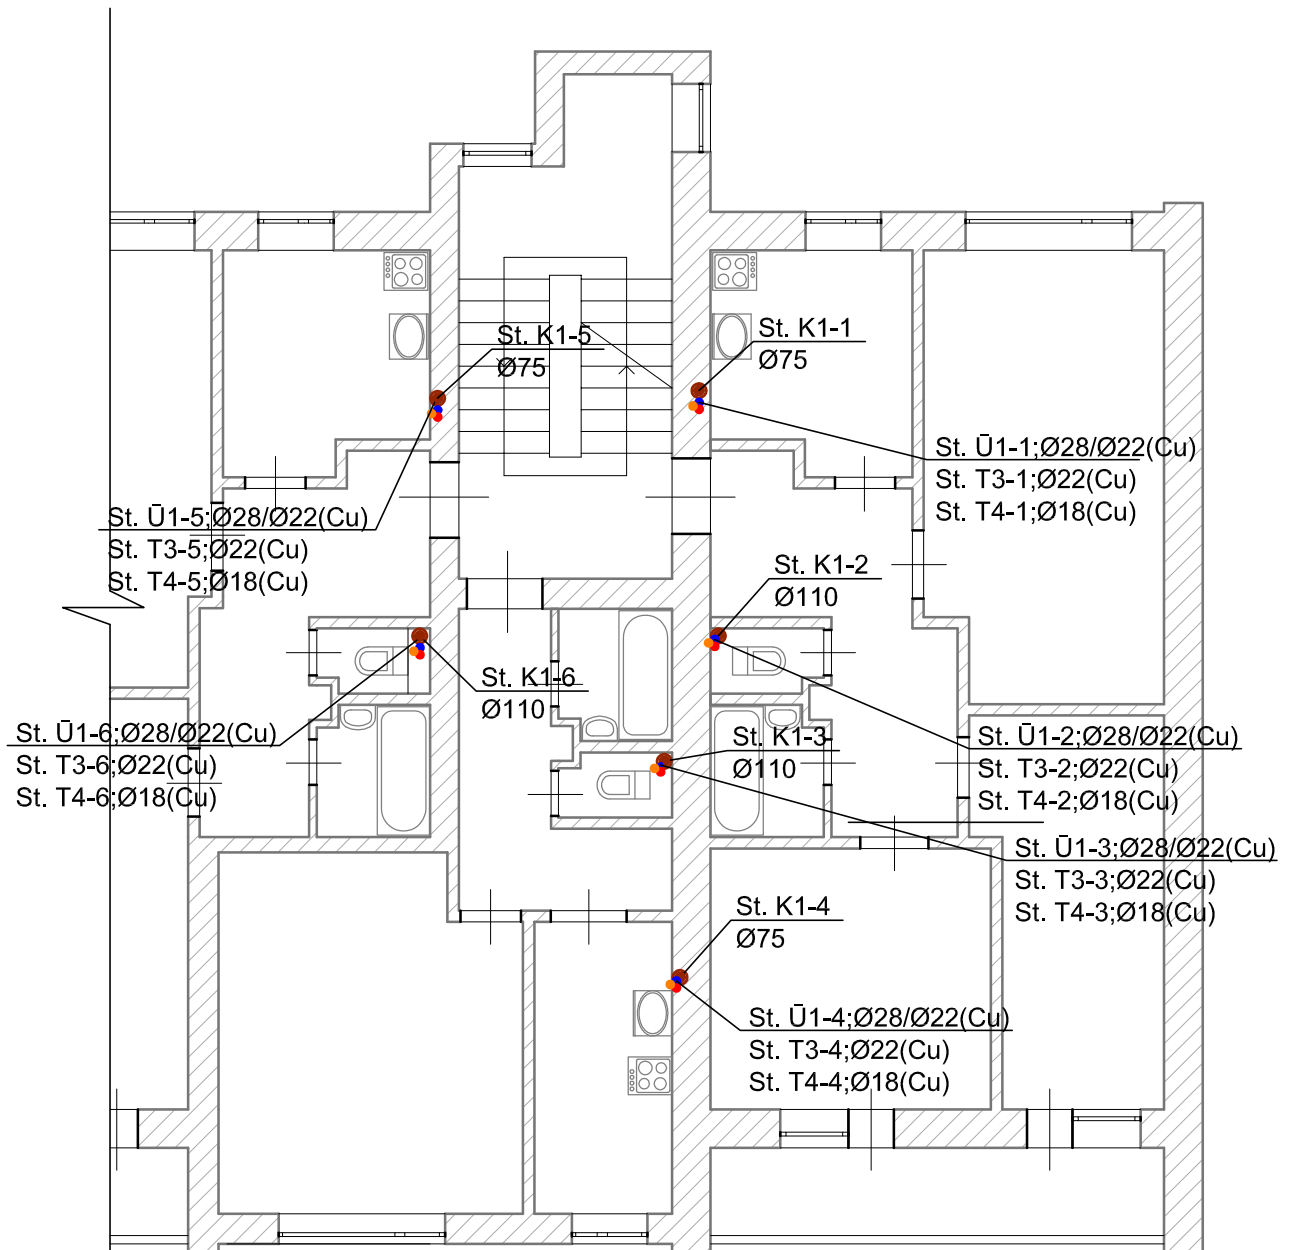 St. K1-5
Ø75
St. K1-1
Ø75
St. Ū1-1;Ø28/Ø22(Cu)
St. T3-1;Ø22(Cu)
St. T4-1;Ø18(Cu)
St. Ū1-5;Ø28/Ø22(Cu)
St. T3-5;Ø22(Cu)
St. T4-5;Ø18(Cu)
St. K1-2
Ø110
St. K1-6
Ø110
St. Ū1-6;Ø28/Ø22(Cu)
St. T3-6;Ø22(Cu)
St. T4-6;Ø18(Cu)
St. K1-3
Ø110
St. Ū1-2;Ø28/Ø22(Cu)
St. T3-2;Ø22(Cu)
St. T4-2;Ø18(Cu)
St. Ū1-3;Ø28/Ø22(Cu)
St. T3-3;Ø22(Cu)
St. T4-3;Ø18(Cu)
St. K1-4
Ø75
St. Ū1-4;Ø28/Ø22(Cu)
St. T3-4;Ø22(Cu)
St. T4-4;Ø18(Cu)